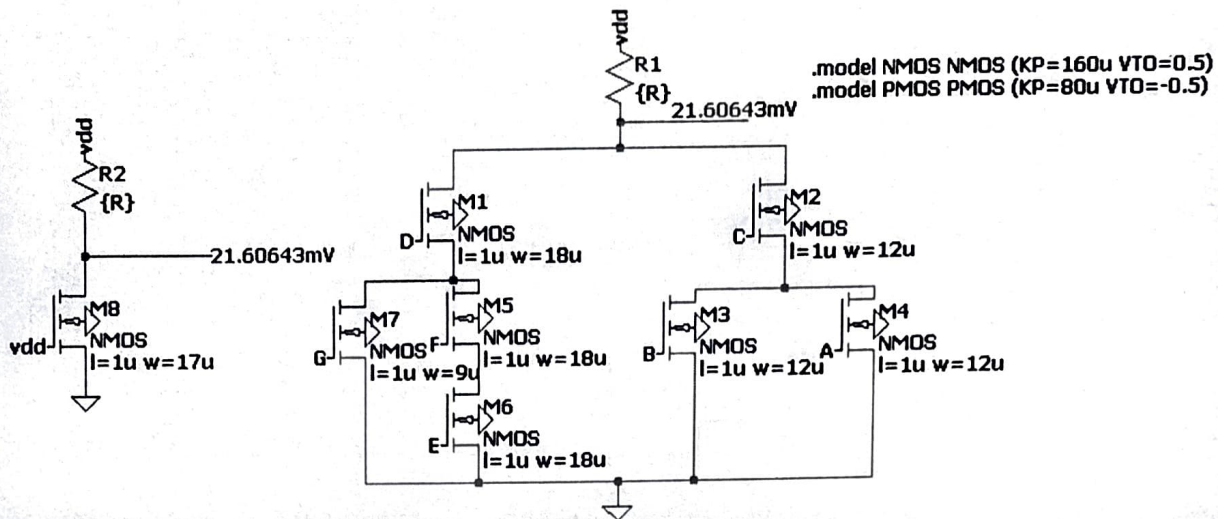 vdd
R1
{R}
21.60643mV
.model NMOS NMOS (KP=160u VTO=0.5)
.model PMOS PMOS (KP=80u VTO=-0.5)
vdd
R2
{R}
21.60643mV
M8
NMOS
vdd
l=1u w=17u
M1
NMOS
D
l=1u w=18u
M2
NMOS
C
l=1u w=12u
M7
NMOS
G
l=1u w=9u
M5
NMOS
F
l=1u w=18u
M6
NMOS
E
l=1u w=18u
M3
NMOS
B
l=1u w=12u
M4
NMOS
A
l=1u w=12u